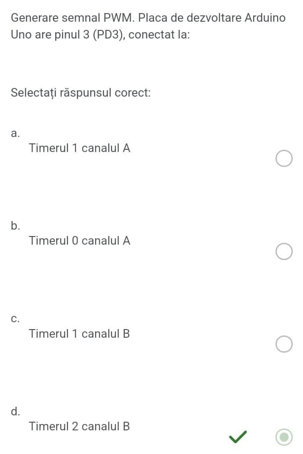 Generare semnal PWM. Placa de dezvoltare Arduino
Uno are pinul 3 (PD3), conectat la:
Selectați răspunsul corect:
a.
Timerul 1 canalul A
b.
Timerul 0 canalul A
c.
Timerul 1 canalul B
d.
Timerul 2 canalul B